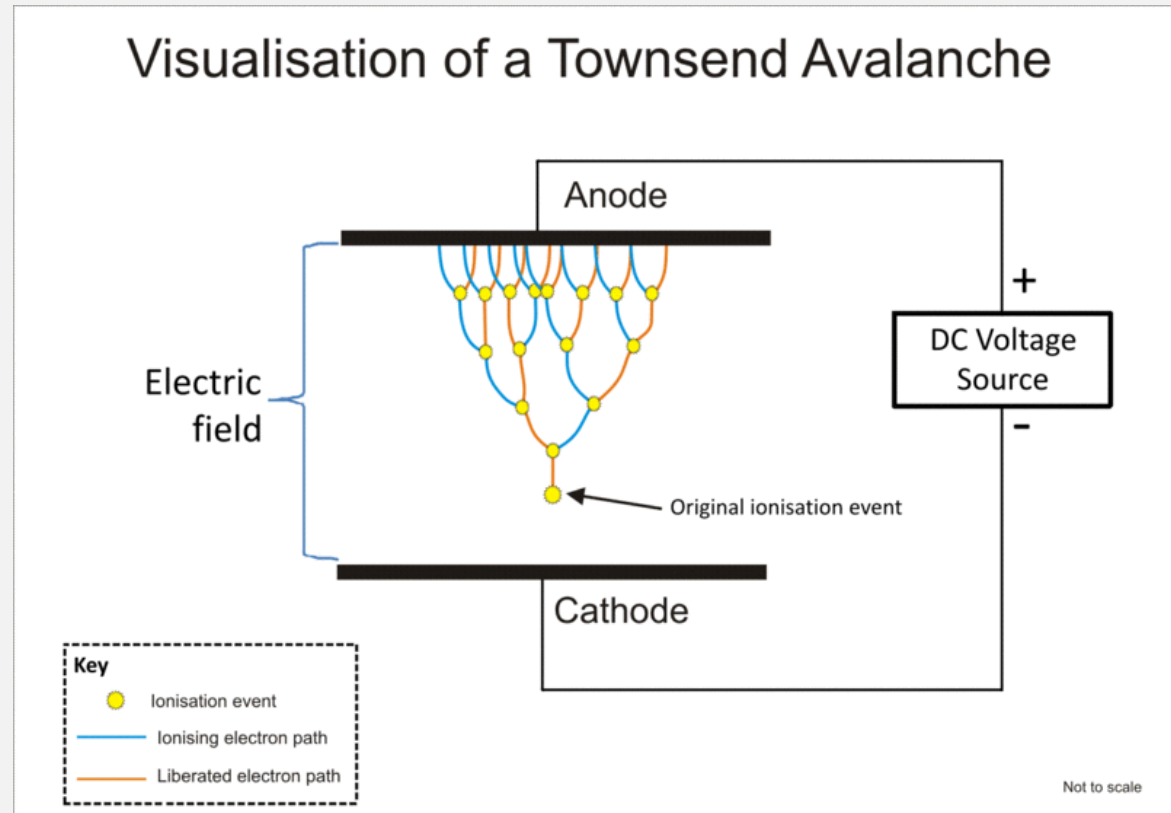 Visualisation of a Townsend Avalanche
Anode
+
DC Voltage
Source
-
Electric
field
Original ionisation event
Cathode
Key
Ionisation event
Ionising electron path
Liberated electron path
Not to scale